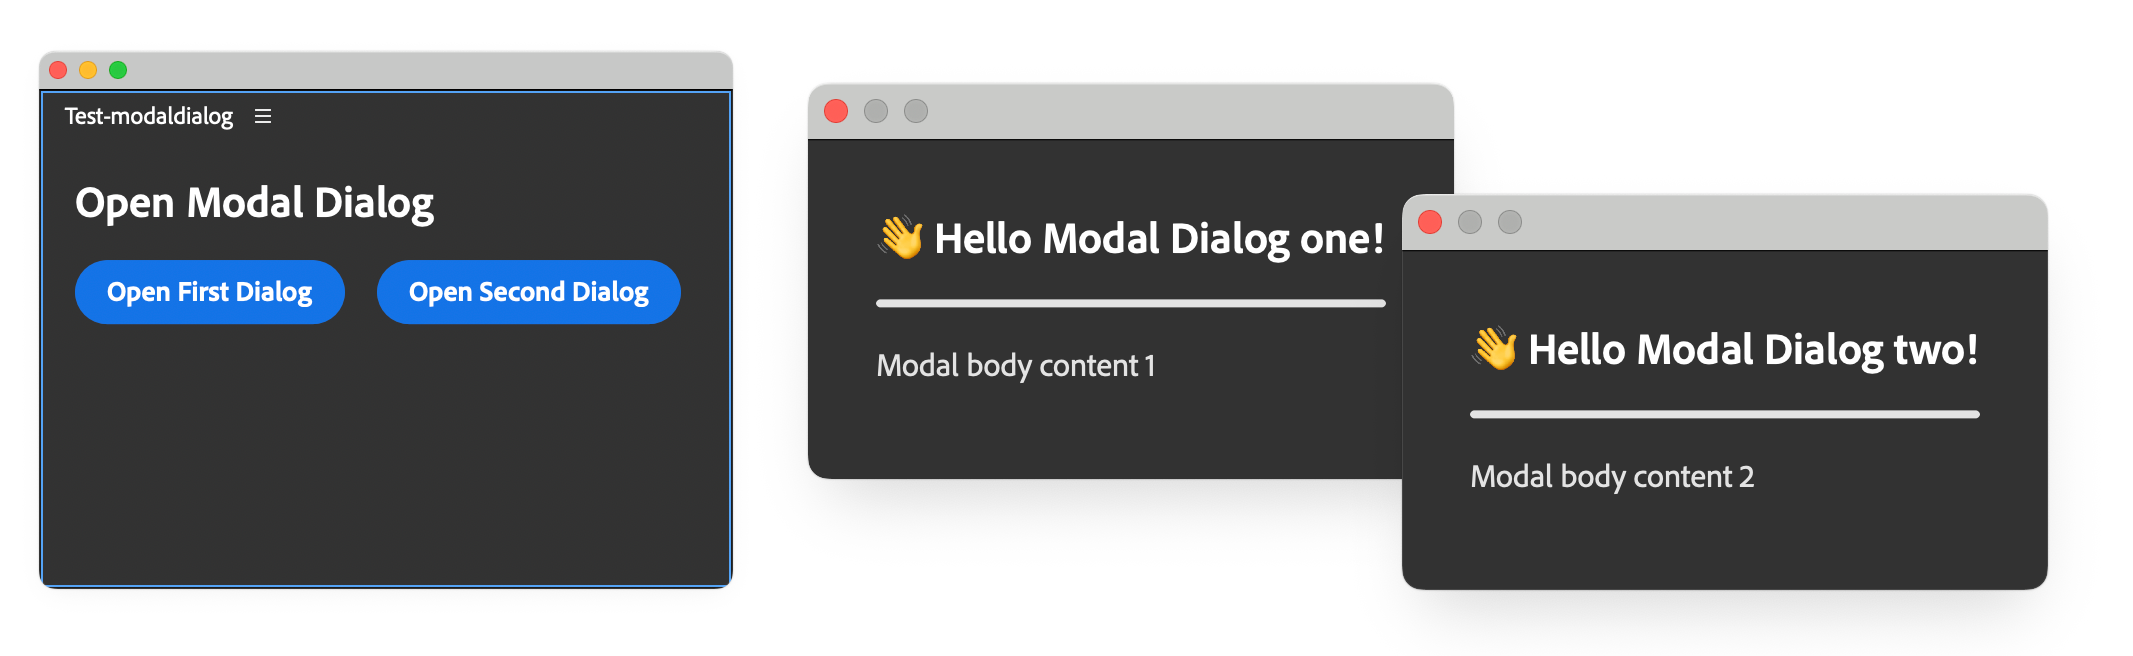 Test-modaldialog
Open Modal Dialog
Open First Dialog
Open Second Dialog
👋 Hello Modal Dialog one!
Modal body content 1
👋 Hello Modal Dialog two!
Modal body content 2